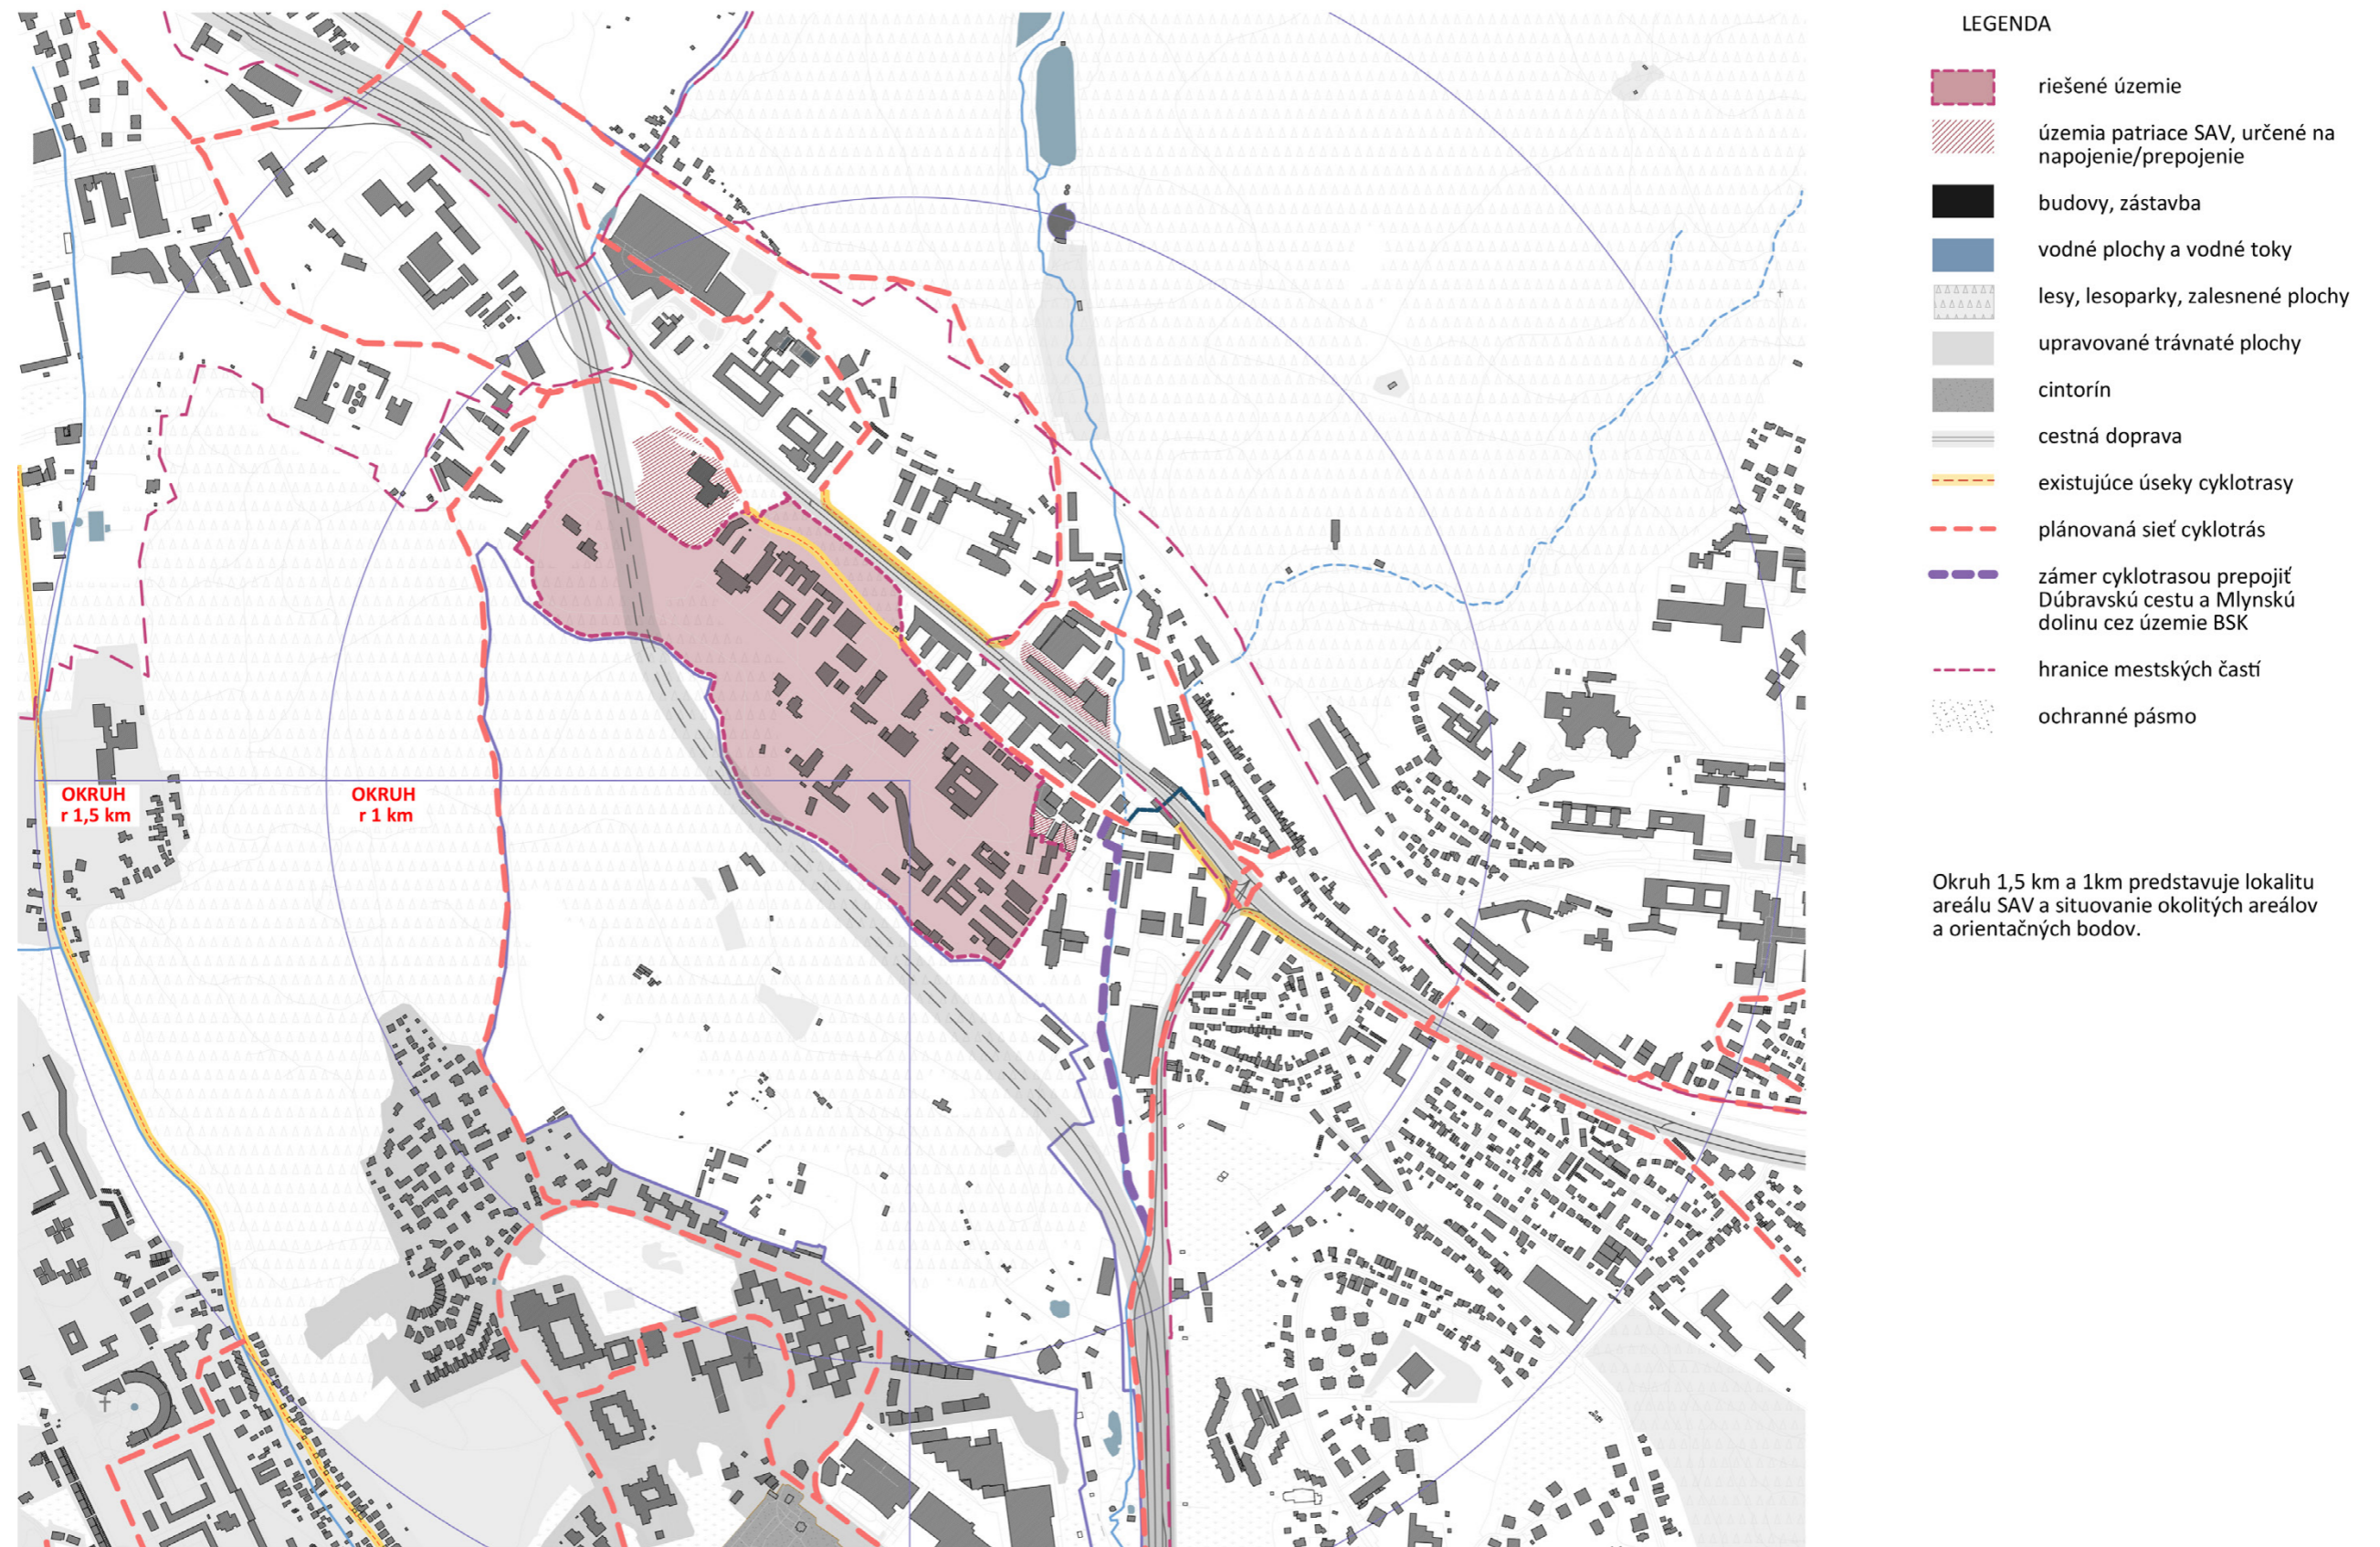 LEGENDA
riešené územie
územia patriace SAV, určené na
napojenie/prepojenie
budovy, zástavba
vodné plochy a vodné toky
lesy, lesoparky, zalesnené plochy
upravované trávnaté plochy
cintorín
cestná doprava
existujúce úseky cyklotrasy
plánovaná sieť cyklotrás
zámer cyklotrasou prepojiť
Dúbravskú cestu a Mlynskú
dolinu cez územie BSK
hranice mestských častí
ochranné pásmo
OKRUH
r 1,5 km
OKRUH
r 1 km
Okruh 1,5 km a 1km predstavuje lokalitu
areálu SAV a situovanie okolitých areálov
a orientačných bodov.